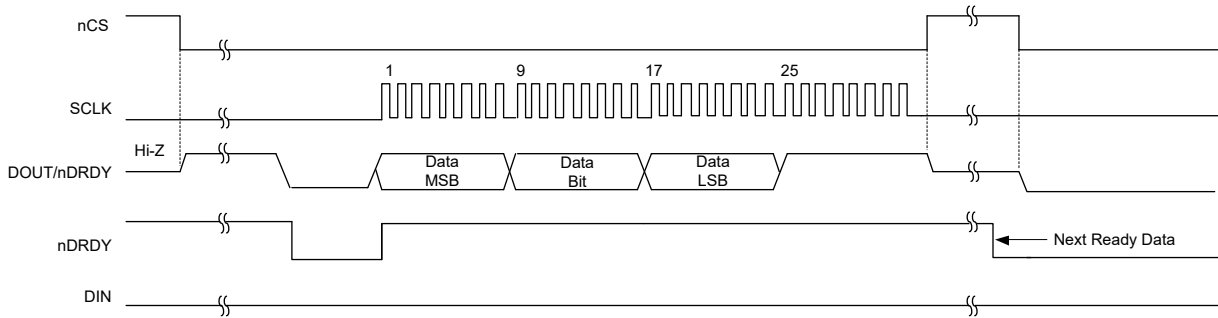 nCS
1 9 17 25
SCLK
Hi-Z
DOUT/nDRDY
Data MSB
Data Bit
Data LSB
nDRDY
Next Ready Data
DIN